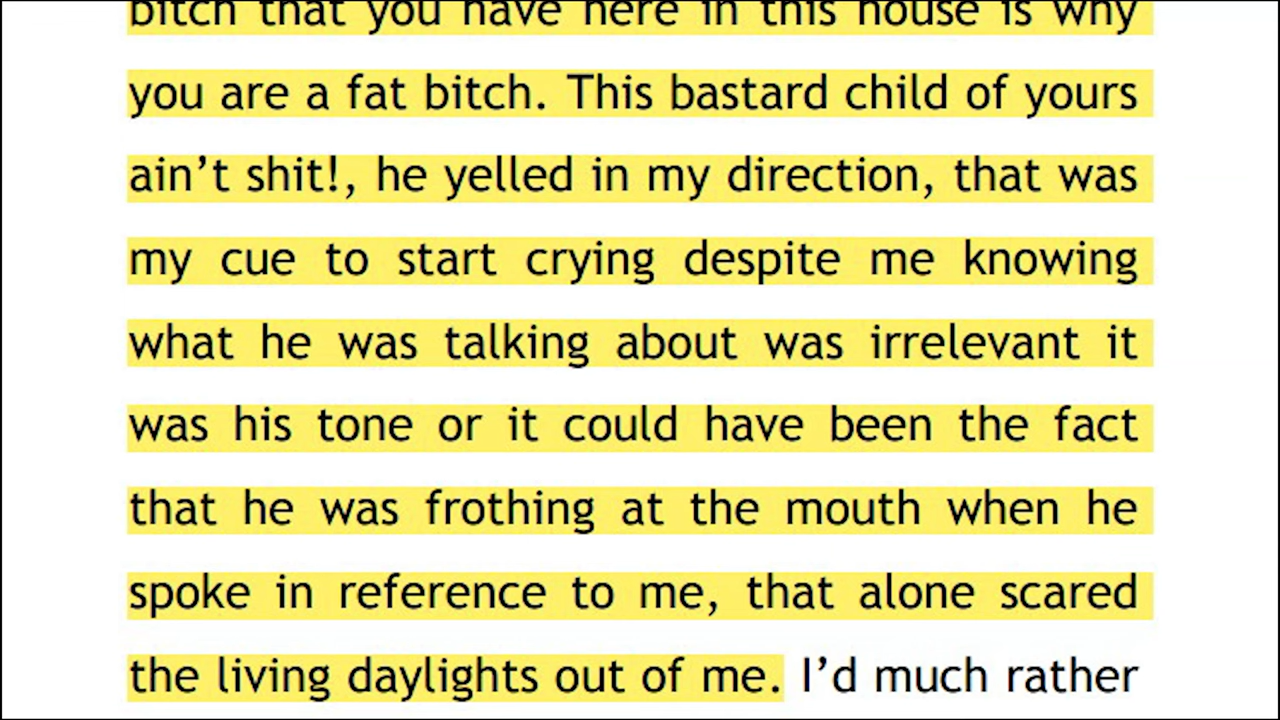 bitch that you have here in this house is why
you are a fat bitch. This bastard child of yours
ain’t shit!, he yelled in my direction, that was
my cue to start crying despite me knowing
what he was talking about was irrelevant it
was his tone or it could have been the fact
that he was frothing at the mouth when he
spoke in reference to me, that alone scared
the living daylights out of me. I’d much rather